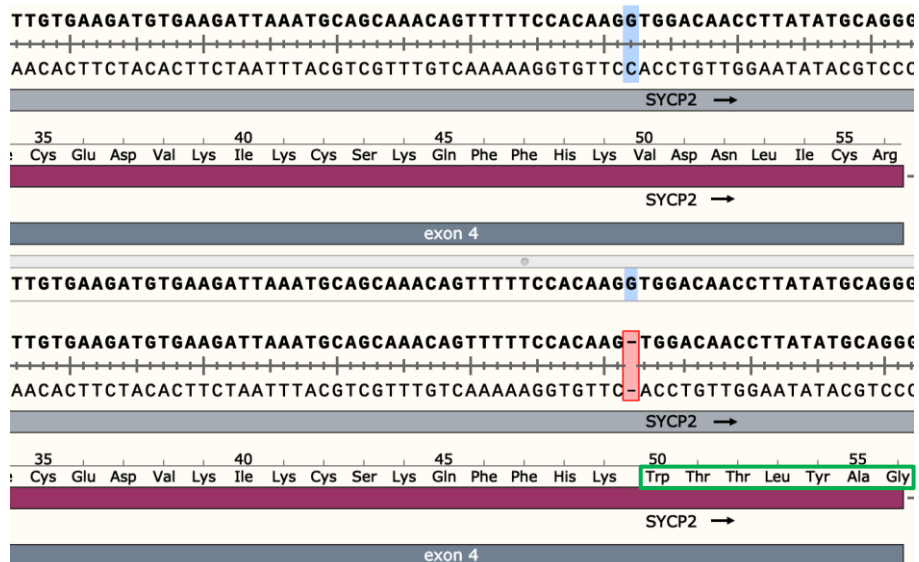 TTGTGAAGATGTGAAGATTAAATGCAGCAAACAGTTTTTCCACAAGGTGGACAACCTTATATGCAGGG
AACACTTCTACACTTCTAATTTACGTCGTTTGTCAAAAAGGTGTTCCACCTGTTGGAATATACGTCCC
SYCP2 →
35 40 45 50 55
Cys Glu Asp Val Lys Ile Lys Cys Ser Lys Gln Phe Phe His Lys Val Asp Asn Leu Ile Cys Arg
SYCP2 →
exon 4
TTGTGAAGATGTGAAGATTAAATGCAGCAAACAGTTTTTCCACAAGGTGGACAACCTTATATGCAGGG
TTGTGAAGATGTGAAGATTAAATGCAGCAAACAGTTTTTCCACAAG-TGGACAACCTTATATGCAGGG
AACACTTCTACACTTCTAATTTACGTCGTTTGTCAAAAAGGTGTTC-ACCTGTTGGAATATACGTCCC
SYCP2 →
35 40 45 50 55
Cys Glu Asp Val Lys Ile Lys Cys Ser Lys Gln Phe Phe His Lys Trp Thr Thr Leu Tyr Ala Gly
SYCP2 →
exon 4